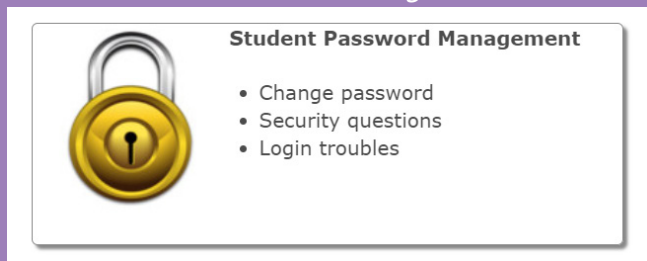 Student Password Management
• Change password
• Security questions
• Login troubles